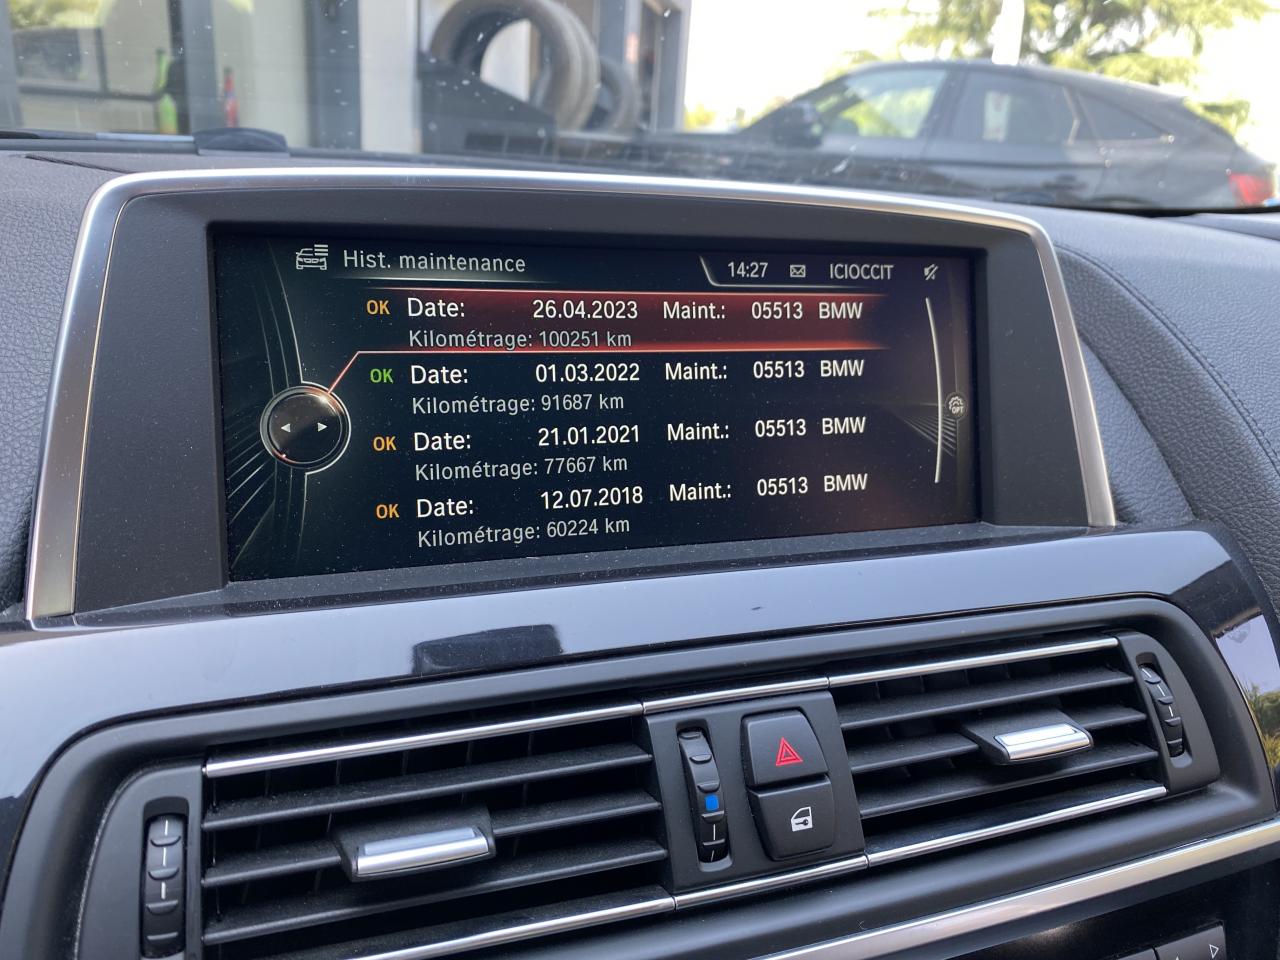 Hist. maintenance 14:27 ICIOCCIT
OK Date: 26.04.2023 Maint.: 05513 BMW
Kilométrage: 100251 km
OK Date: 01.03.2022 Maint.: 05513 BMW
Kilométrage: 91687 km
OK Date: 21.01.2021 Maint.: 05513 BMW
Kilométrage: 77667 km
OK Date: 12.07.2018 Maint.: 05513 BMW
Kilométrage: 60224 km
OPT